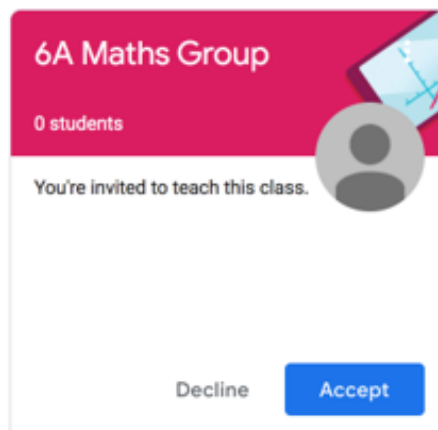 6A Maths Group
0 students
You're invited to teach this class.
Decline Accept